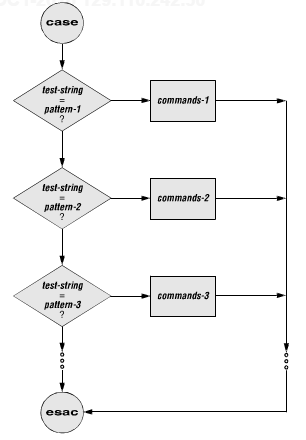 case
test-string
=
pattern-1
?
commands-1
test-string
=
pattern-2
?
commands-2
test-string
=
pattern-3
?
commands-3
esac